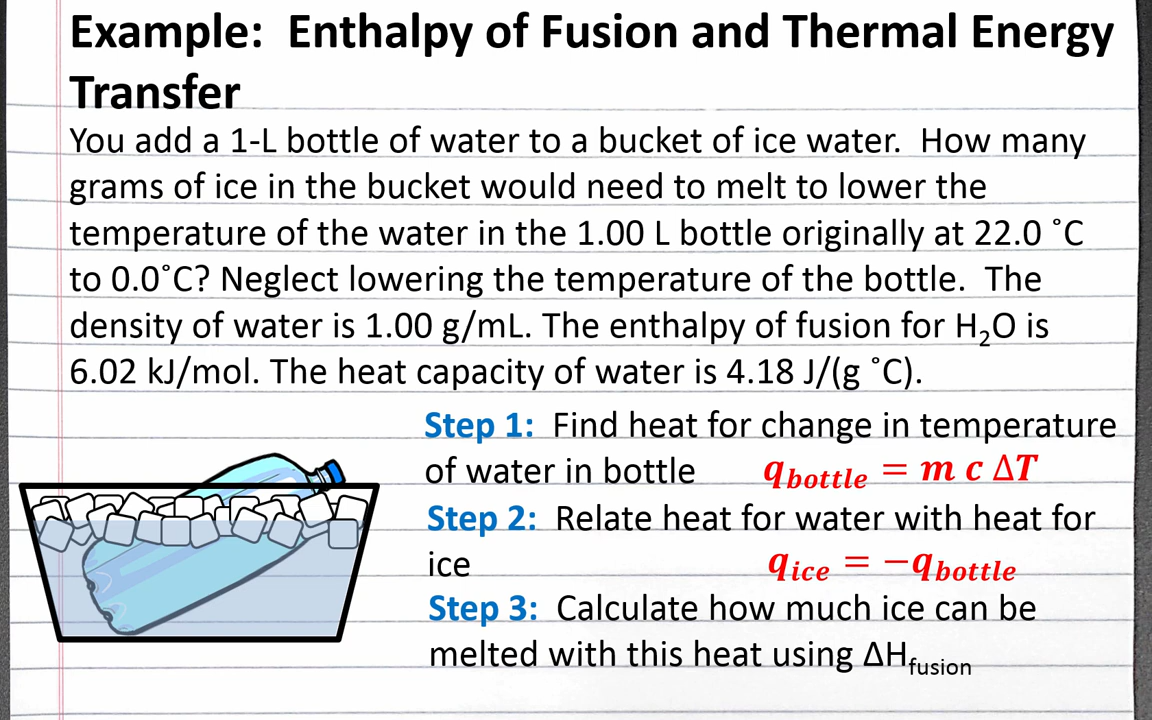 Example:  Enthalpy of Fusion and Thermal Energy
Transfer
You add a 1-L bottle of water to a bucket of ice water.  How many
grams of ice in the bucket would need to melt to lower the
temperature of the water in the 1.00 L bottle originally at 22.0 ˚C
to 0.0˚C? Neglect lowering the temperature of the bottle.  The
density of water is 1.00 g/mL. The enthalpy of fusion for H₂O is
6.02 kJ/mol. The heat capacity of water is 4.18 J/(g ˚C).
Step 1:  Find heat for change in temperature
of water in bottle q_bottle = m c ΔT
Step 2:  Relate heat for water with heat for
ice q_ice = −q_bottle
Step 3:  Calculate how much ice can be
melted with this heat using ΔH_fusion